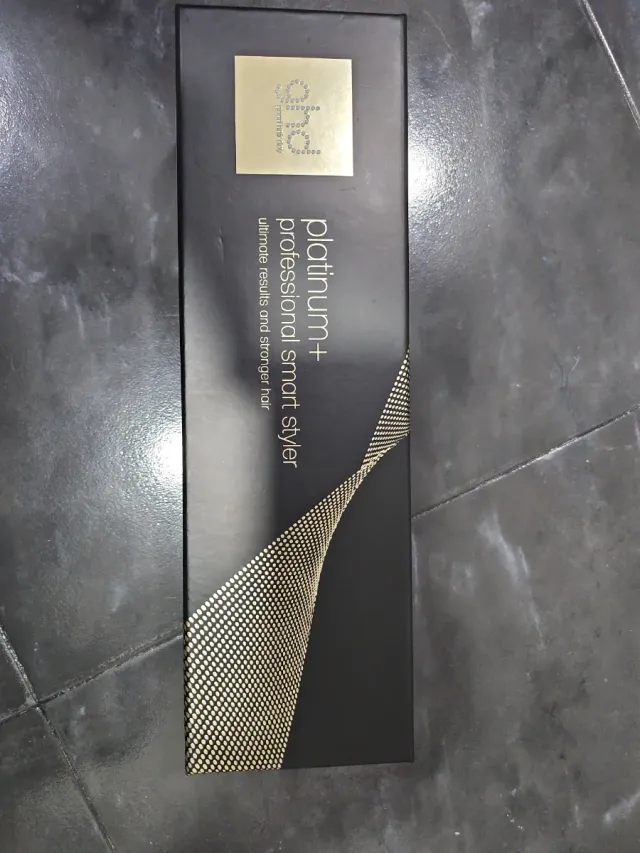 ghd
platinum+
professional smart styler
ultimate results and stronger hair